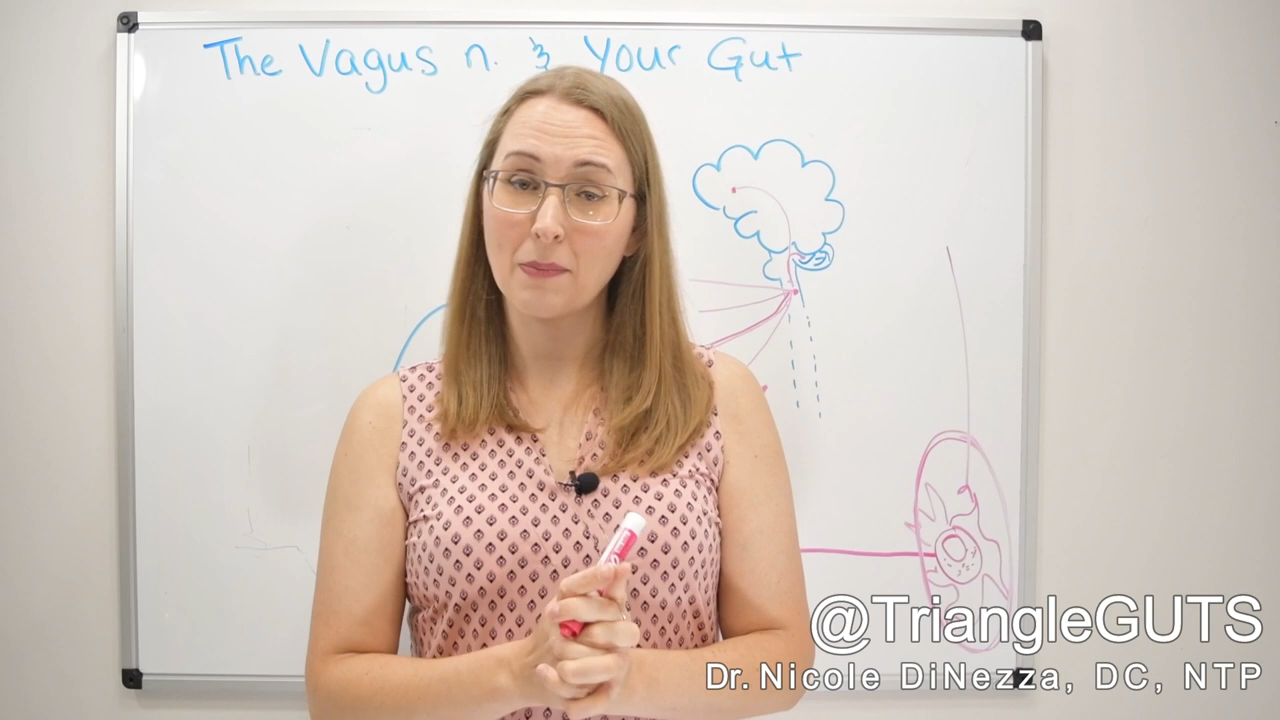 The Vagus n. & Your Gut
@TriangleGUTS
Dr. Nicole DiNezza, DC, NTP